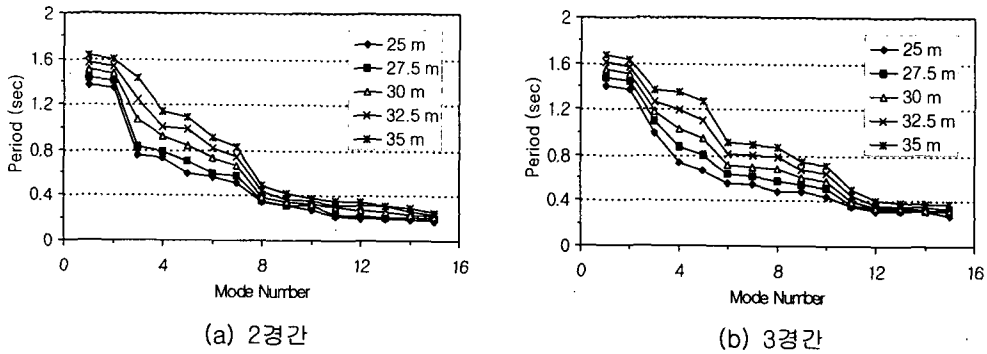 2
1.6
1.2
0.8
0.4
0
Period (sec)
0
4
8
12
16
Mode Number
25 m
27.5 m
30 m
32.5 m
35 m
(a) 2경간
2
1.6
1.2
0.8
0.4
0
Period (sec)
0
4
8
12
16
Mode Number
25 m
27.5 m
30 m
32.5 m
35 m
(b) 3경간